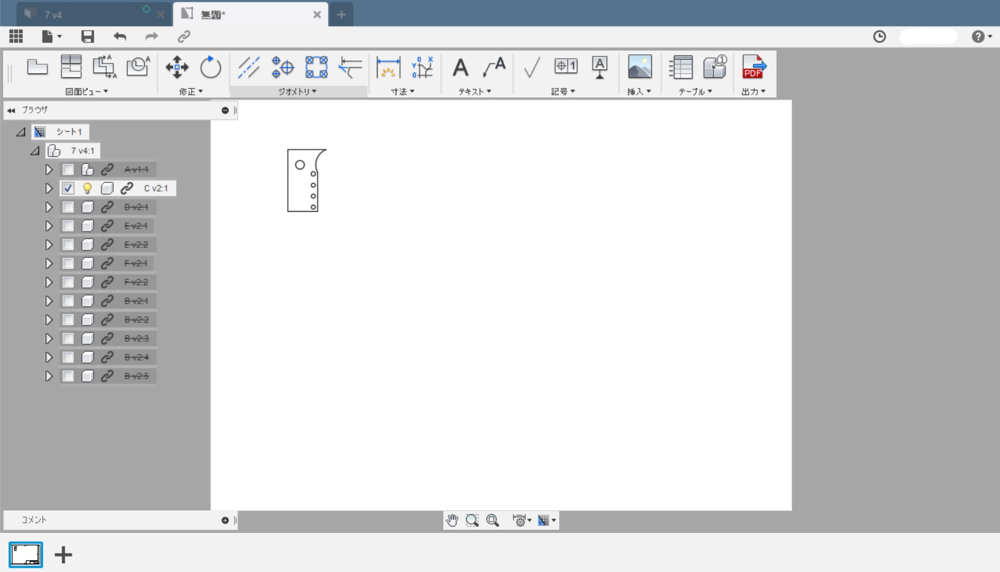 7 v4
無題*
図面ビュー 修正 ジオメトリ 寸法 テキスト 記号 挿入 テーブル 出力
ブラウザ
シート1
7 v4:1
A v1:1
C v2:1
D v2:1
E v2:1
E v2:2
F v2:1
F v2:2
B v2:1
B v2:2
B v2:3
B v2:4
B v2:5
コメント
PDF